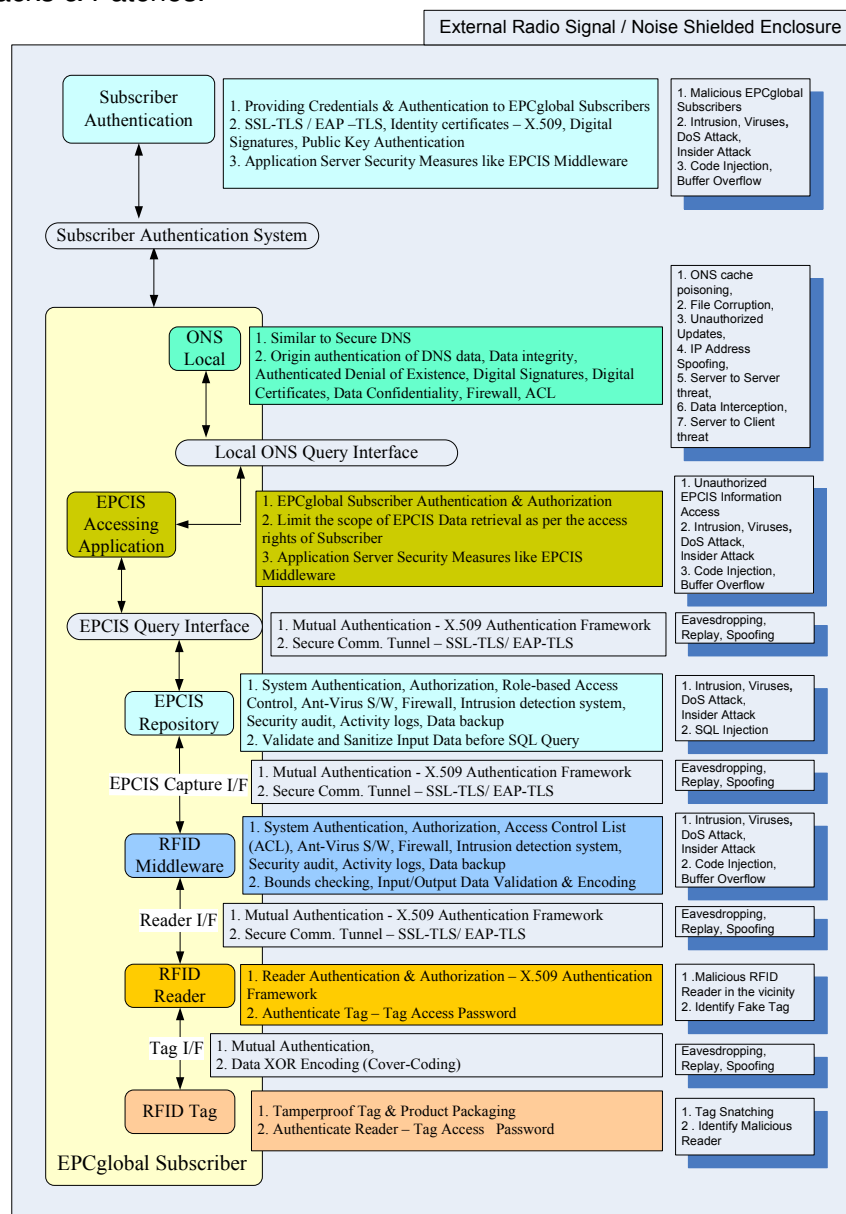 acks & Patches.
External Radio Signal / Noise Shielded Enclosure
Subscriber
Authentication
1. Providing Credentials & Authentication to EPCglobal Subscribers
2. SSL-TLS / EAP –TLS, Identity certificates – X.509, Digital
Signatures, Public Key Authentication
3. Application Server Security Measures like EPCIS Middleware
1. Malicious EPCglobal
Subscribers
2. Intrusion, Viruses,
DoS Attack,
Insider Attack
3. Code Injection,
Buffer Overflow
Subscriber Authentication System
ONS
Local
1. Similar to Secure DNS
2. Origin authentication of DNS data, Data integrity,
Authenticated Denial of Existence, Digital Signatures, Digital
Certificates, Data Confidentiality, Firewall, ACL
1. ONS cache
poisoning,
2. File Corruption,
3. Unauthorized
Updates,
4. IP Address
Spoofing,
5. Server to Server
threat,
6. Data Interception,
7. Server to Client
threat
Local ONS Query Interface
EPCIS
Accessing
Application
1. EPCglobal Subscriber Authentication & Authorization
2. Limit the scope of EPCIS Data retrieval as per the access
rights of Subscriber
3. Application Server Security Measures like EPCIS
Middleware
1. Unauthorized
EPCIS Information
Access
2. Intrusion, Viruses,
DoS Attack,
Insider Attack
3. Code Injection,
Buffer Overflow
EPCIS Query Interface
1. Mutual Authentication - X.509 Authentication Framework
2. Secure Comm. Tunnel – SSL-TLS/ EAP-TLS
Eavesdropping,
Replay, Spoofing
EPCIS
Repository
1. System Authentication, Authorization, Role-based Access
Control, Ant-Virus S/W, Firewall, Intrusion detection system,
Security audit, Activity logs, Data backup
2. Validate and Sanitize Input Data before SQL Query
1. Intrusion, Viruses,
DoS Attack,
Insider Attack
2. SQL Injection
EPCIS Capture I/F
1. Mutual Authentication - X.509 Authentication Framework
2. Secure Comm. Tunnel – SSL-TLS/ EAP-TLS
Eavesdropping,
Replay, Spoofing
RFID
Middleware
1. System Authentication, Authorization, Access Control List
(ACL), Ant-Virus S/W, Firewall, Intrusion detection system,
Security audit, Activity logs, Data backup
2. Bounds checking, Input/Output Data Validation & Encoding
1. Intrusion, Viruses,
DoS Attack,
Insider Attack
2. Code Injection,
Buffer Overflow
Reader I/F
1. Mutual Authentication - X.509 Authentication Framework
2. Secure Comm. Tunnel – SSL-TLS/ EAP-TLS
Eavesdropping,
Replay, Spoofing
RFID
Reader
1. Reader Authentication & Authorization – X.509 Authentication
Framework
2. Authenticate Tag – Tag Access Password
1 .Malicious RFID
Reader in the vicinity
2. Identify Fake Tag
Tag I/F
1. Mutual Authentication,
2. Data XOR Encoding (Cover-Coding)
Eavesdropping,
Replay, Spoofing
RFID Tag
1. Tamperproof Tag & Product Packaging
2. Authenticate Reader – Tag Access Password
1. Tag Snatching
2 . Identify Malicious
Reader
EPCglobal Subscriber